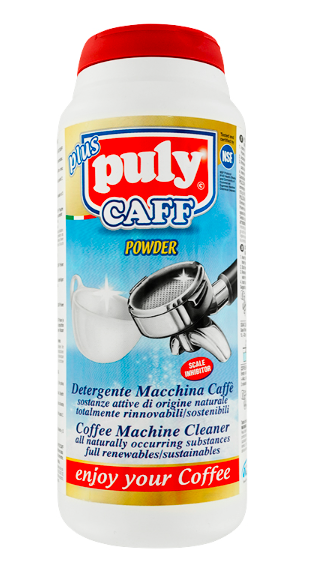 plus
puly
©
CAFF
POWDER
NSF
SCALE
INHIBITOR
Detergente Macchina Caffè
sostanze attive di origine naturale
totalmente rinnovabili/sostenibili
Coffee Machine Cleaner
all naturally occurring substances
full renewables/sustainables
enjoy your Coffee